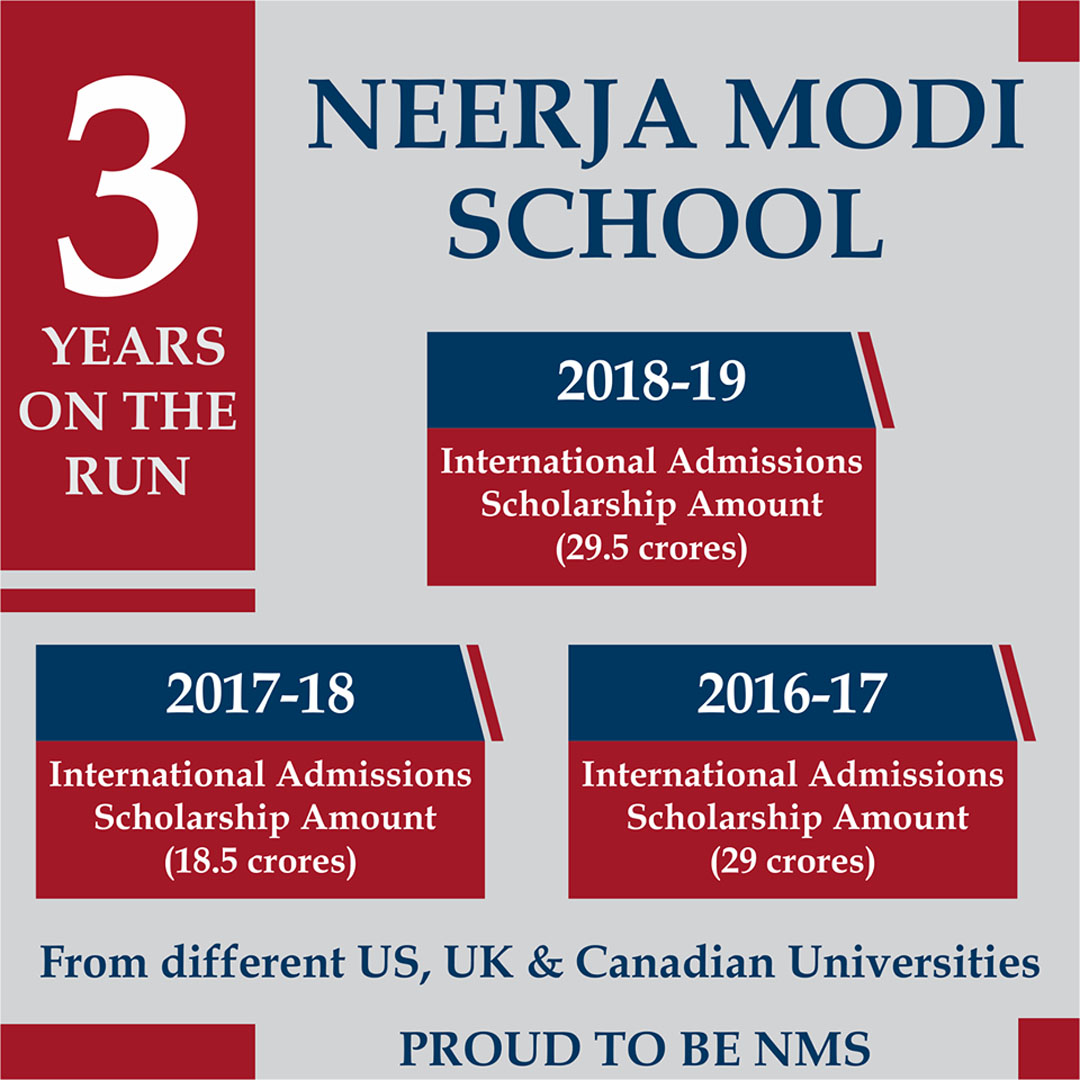 3
YEARS
ON THE
RUN
NEERJA MODI
SCHOOL
2018-19
International Admissions
Scholarship Amount
(29.5 crores)
2017-18
International Admissions
Scholarship Amount
(18.5 crores)
2016-17
International Admissions
Scholarship Amount
(29 crores)
From different US, UK & Canadian Universities
PROUD TO BE NMS